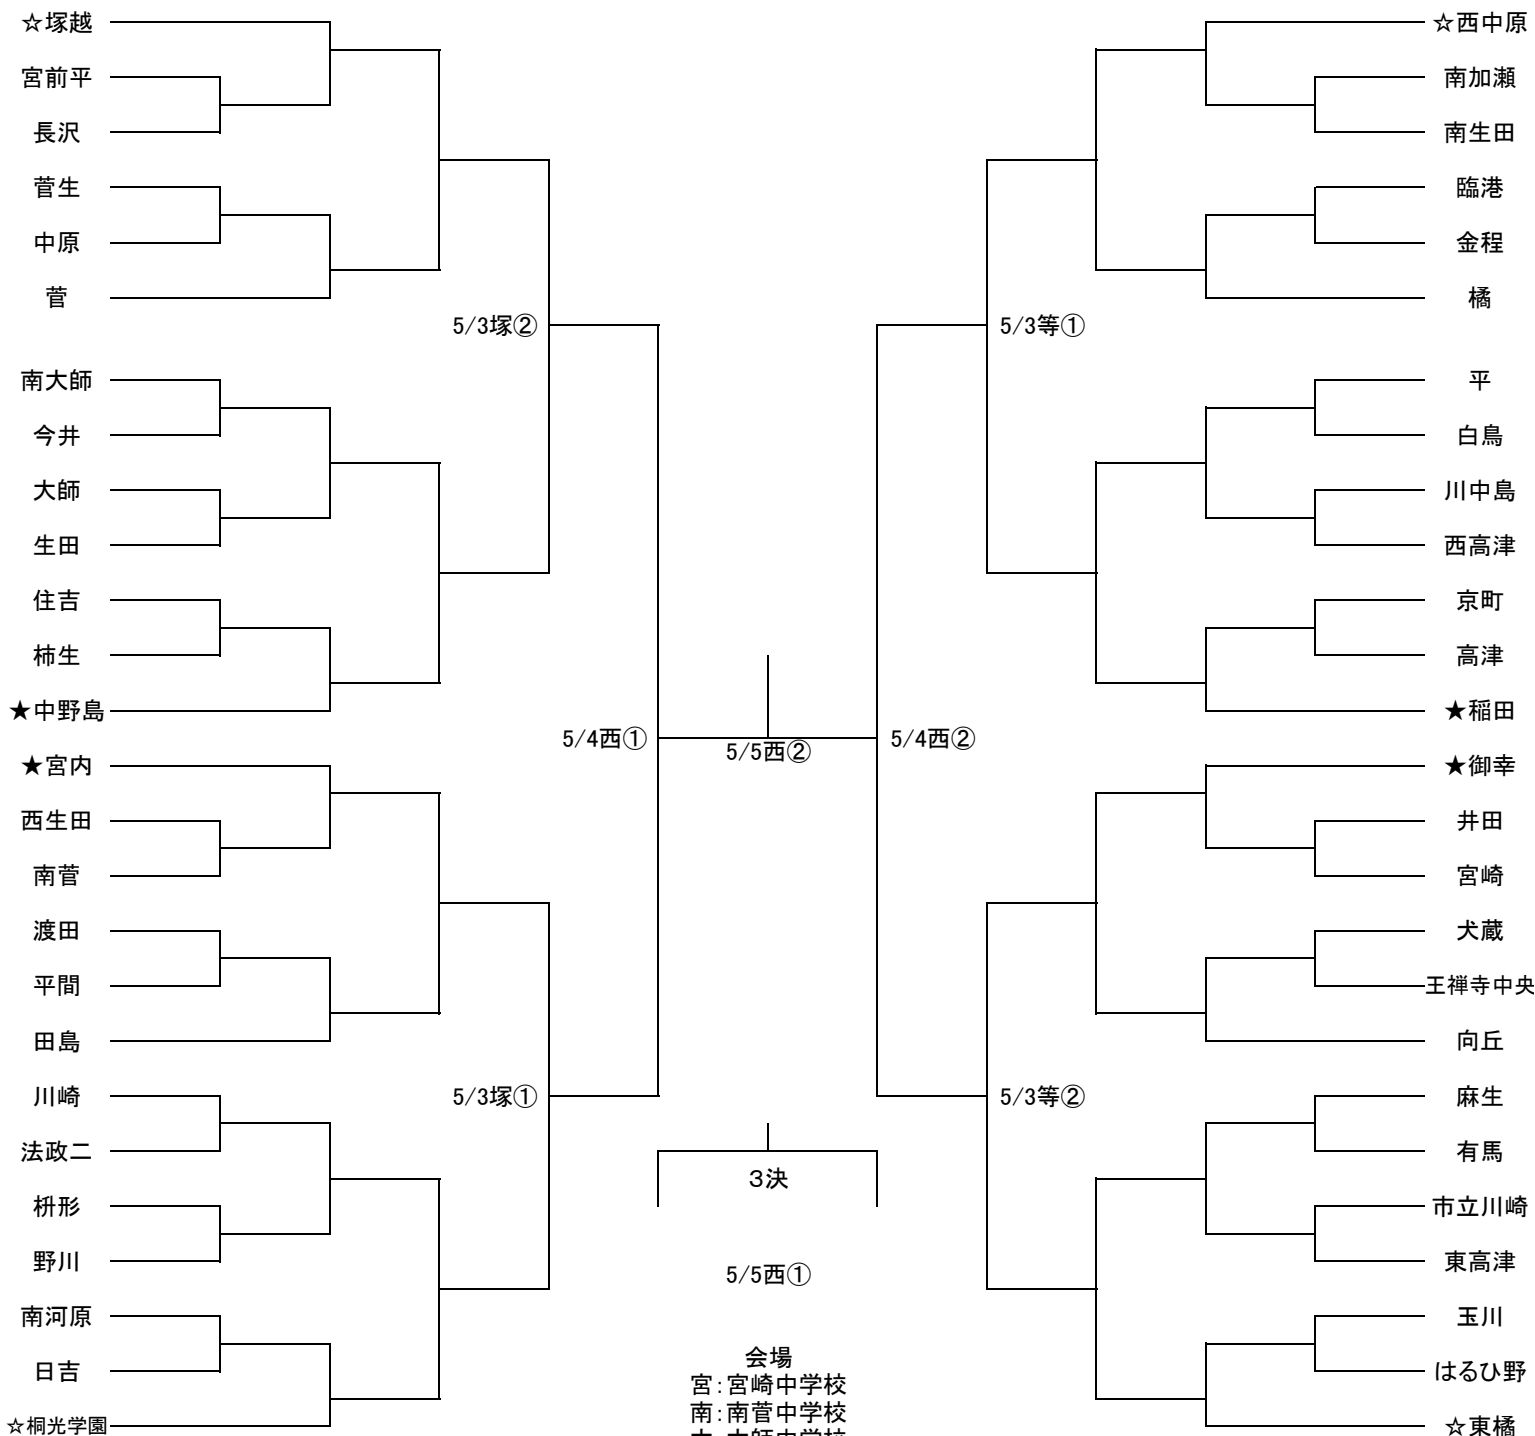 ☆塚越
宮前平
長沢
菅生
中原
菅
5/3塚②
南大師
今井
大師
生田
住吉
柿生
★中野島
5/4西①
★宮内
西生田
南菅
渡田
平間
田島
5/3塚①
川崎
法政二
枡形
野川
南河原
日吉
☆桐光学園
5/5西②
3決
5/5西①
会場
宮:宮崎中学校
南:南菅中学校
☆西中原
南加瀬
南生田
臨港
金程
橘
5/3等①
平
白鳥
川中島
西高津
京町
高津
★稲田
5/4西②
★御幸
井田
宮崎
犬蔵
王禅寺中央
向丘
5/3等②
麻生
有馬
市立川崎
東高津
玉川
はるひ野
☆東橘